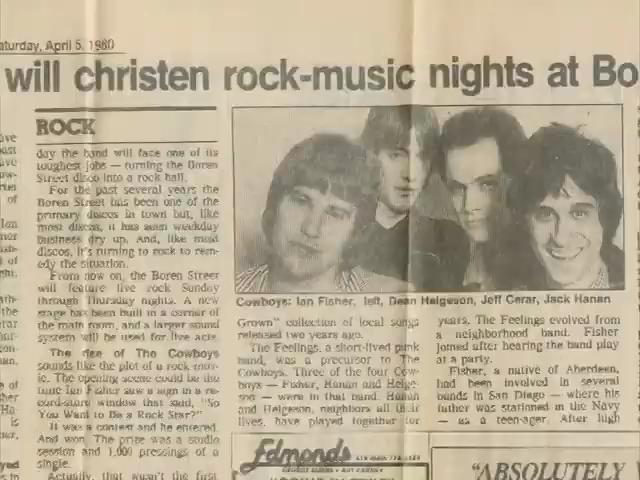 aturday, April 5, 1980
will christen rock-music nights at Bo
ROCK
day the band will face one of its
toughest jobs — turning the Boren
Street disco into a rock hall.
For the past several years the
Boren Street has been one of the
primary discos in town but, like
most discos, it has seen weekday
business dry up. And, like most
discos, it's turning to rock to rem-
edy the situation.
From now on, the Boren Street
will feature live rock Sunday
through Thursday nights. A new
stage has been built in a corner of
the main room, and a larger sound
system will be used for live acts.
The rise of The Cowboys
sounds like the plot of a rock mov-
ie. The opening scene could be the
time Ian Fisher saw a sign in a re-
cord-store window that said, "So
You Want to Be a Rock Star?"
It was a contest and he entered.
And won. The prize was a studio
session and 1,000 pressings of a
single.
Actually, that wasn't the first
Cowboys: Ian Fisher, left, Dean Helgeson, Jeff Cerar, Jack Hanan
Grown" collection of local songs
released two years ago.
The Feelings, a short-lived punk
band, was a precursor to The
Cowboys. Three of the four Cow-
boys — Fisher, Hanan and Helge-
son — were in that band. Hanan
and Helgeson, neighbors all their
lives, have played together for
years. The Feelings evolved from
a neighborhood band. Fisher
joined after hearing the band play
at a party.
Fisher, a native of Aberdeen,
had been involved in several
bands in San Diego — where his
father was stationed in the Navy
— as a teen-ager. After high
Edmonds
"ABSOLUTELY